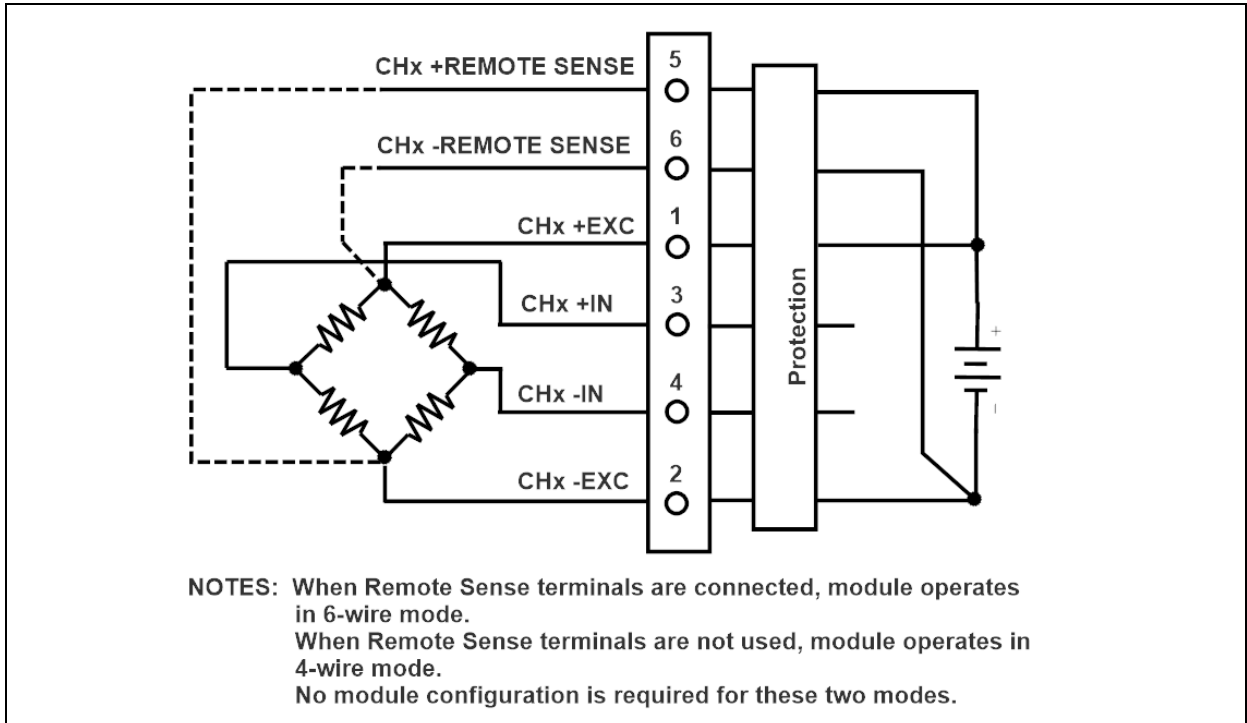 CHx +REMOTE SENSE
5
CHx -REMOTE SENSE
6
CHx +EXC
1
CHx +IN
3
CHx -IN
4
CHx -EXC
2
Protection
+
–
NOTES: When Remote Sense terminals are connected, module operates
in 6-wire mode.
When Remote Sense terminals are not used, module operates in
4-wire mode.
No module configuration is required for these two modes.